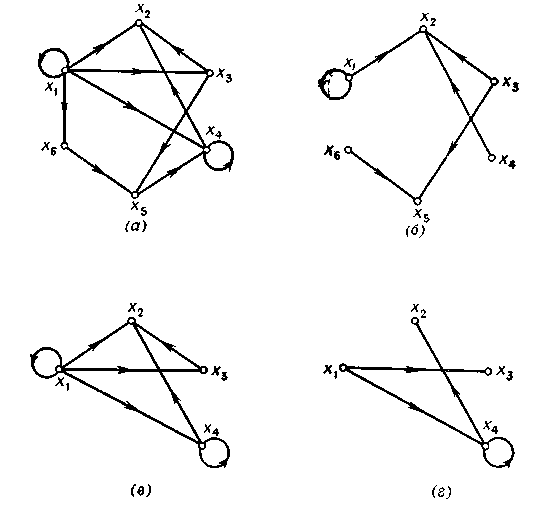 x₂
x₁
x₃
x₄
x₆
x₅
(а)
x₂
x₁
x₃
x₆
x₄
x₅
(б)
x₂
x₁
x₃
x₄
(в)
x₂
x₁
x₃
x₄
(г)